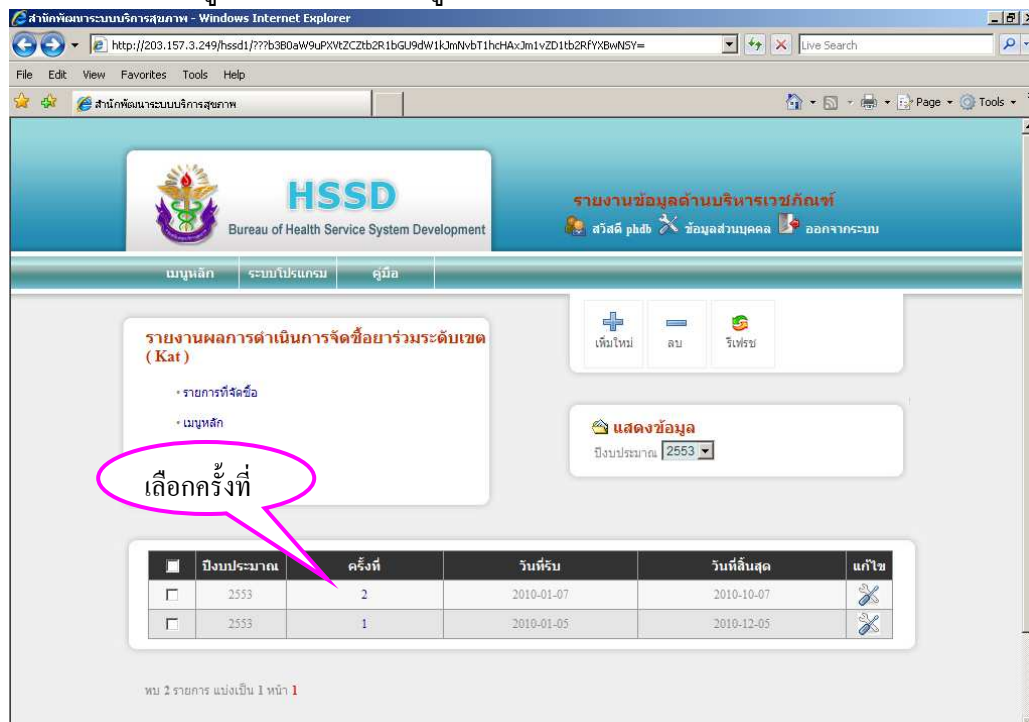 สำนักพัฒนาระบบบริการสุขภาพ - Windows Internet Explorer
http://203.157.3.249/hssd1/???b3B0aW9uPXVtZCZtb2R1bGU9dW1kJmNvbT1hcHAxJm1vZD1tb2RfYXBwNSY=
Live Search
File Edit View Favorites Tools Help
สำนักพัฒนาระบบบริการสุขภาพ
Page Tools
HSSD
Bureau of Health Service System Development
รายงานข้อมูลด้านบริหารเวชภัณฑ์
สวัสดี phdb ข้อมูลส่วนบุคคล ออกจากระบบ
เมนูหลัก ระบบโปรแกรม คู่มือ
เพิ่มใหม่ ลบ รีเฟรช
รายงานผลการดำเนินการจัดซื้อยาร่วมระดับเขต
( Kat )
รายการที่จัดซื้อ
เมนูหลัก
แสดงข้อมูล
ปีงบประมาณ 2553
เลือกครั้งที่
ปีงบประมาณ ครั้งที่ วันที่รับ วันที่สิ้นสุด แก้ไข
2553 2 2010-01-07 2010-10-07
2553 1 2010-01-05 2010-12-05
พบ 2 รายการ แบ่งเป็น 1 หน้า 1